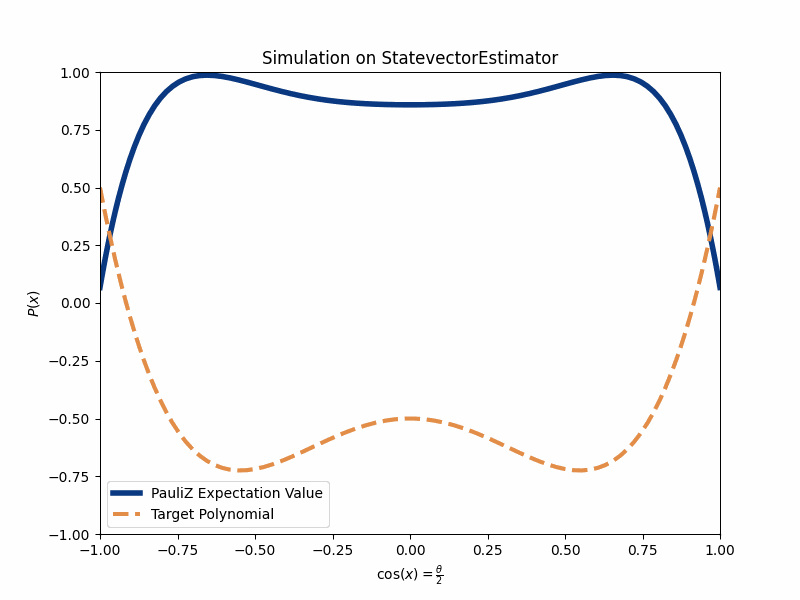 Simulation on StatevectorEstimator
1.00
0.75
0.50
0.25
0.00
−0.25
−0.50
−0.75
−1.00
P(x)
PauliZ Expectation Value
Target Polynomial
−1.00 −0.75 −0.50 −0.25 0.00 0.25 0.50 0.75 1.00
cos(x) = θ/2